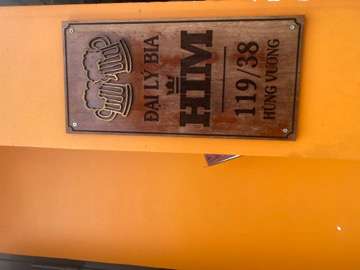 ĐẠI LÝ BIA
HIM
119/38
HÙNG VƯƠNG